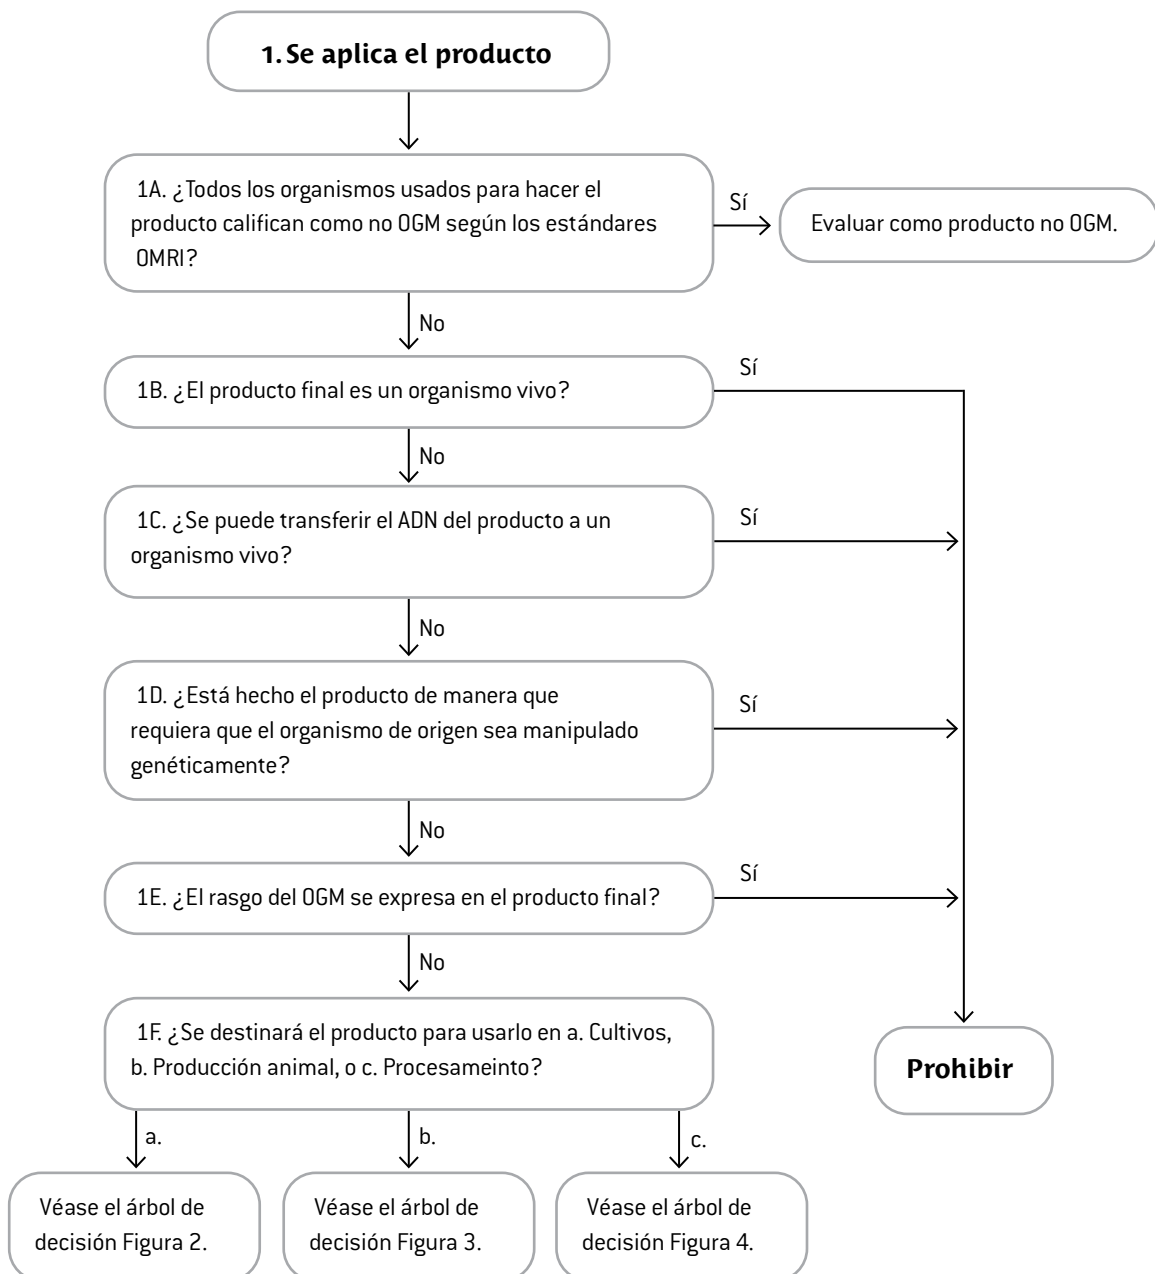 1. Se aplica el producto
1A. ¿Todos los organismos usados para hacer el
producto califican como no OGM según los estándares
OMRI?
Sí
Evaluar como producto no OGM.
No
1B. ¿El producto final es un organismo vivo?
Sí
No
1C. ¿Se puede transferir el ADN del producto a un
organismo vivo?
Sí
No
1D. ¿Está hecho el producto de manera que
requiera que el organismo de origen sea manipulado
genéticamente?
Sí
No
1E. ¿El rasgo del OGM se expresa en el producto final?
Sí
No
1F. ¿Se destinará el producto para usarlo en a. Cultivos,
b. Producción animal, o c. Procesameinto?
Prohibir
a.
b.
c.
Véase el árbol de
decisión Figura 2.
Véase el árbol de
decisión Figura 3.
Véase el árbol de
decisión Figura 4.